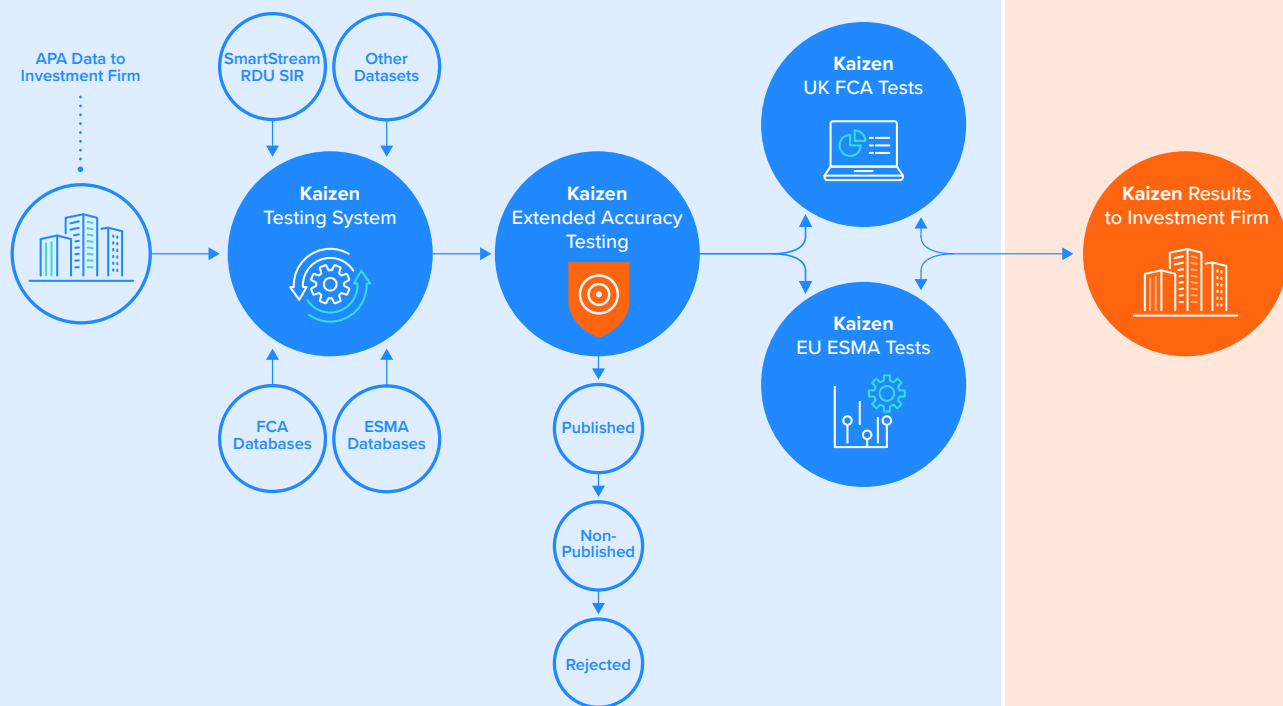 APA Data to
Investment Firm
SmartStream
RDU SIR
Other
Datasets
Kaizen
Testing System
FCA
Databases
ESMA
Databases
Kaizen
Extended Accuracy
Testing
Published
Non-
Published
Rejected
Kaizen
UK FCA Tests
Kaizen
EU ESMA Tests
Kaizen Results
to Investment Firm